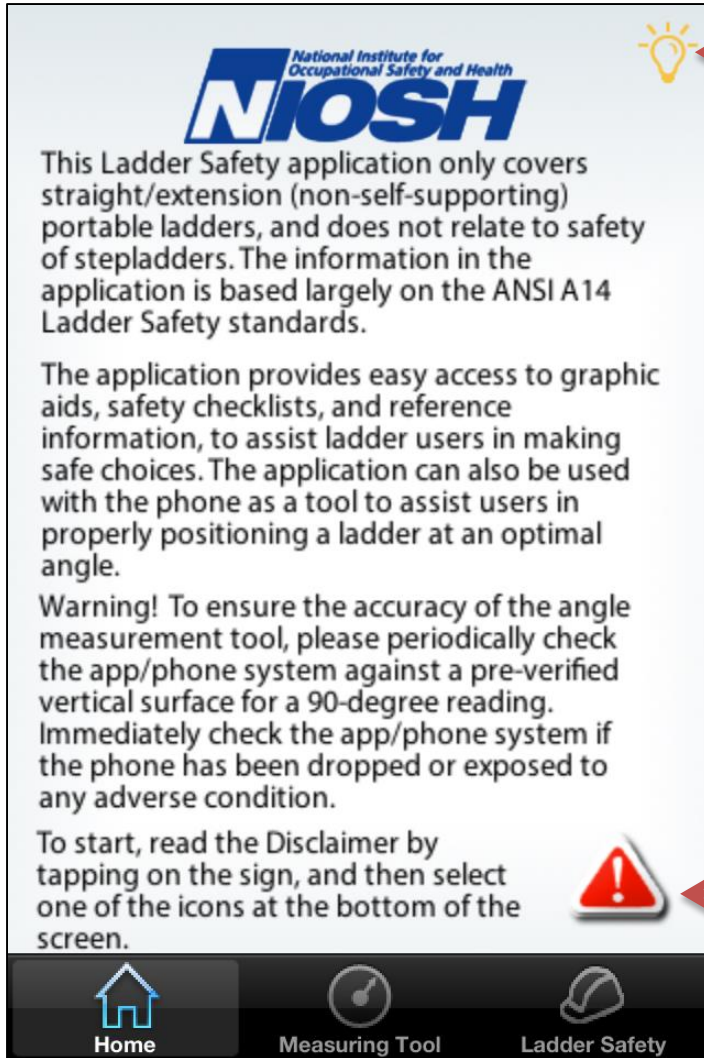 National Institute for
Occupational Safety and Health
NIOSH
This Ladder Safety application only covers
straight/extension (non-self-supporting)
portable ladders, and does not relate to safety
of stepladders. The information in the
application is based largely on the ANSI A14
Ladder Safety standards.
The application provides easy access to graphic
aids, safety checklists, and reference
information, to assist ladder users in making
safe choices. The application can also be used
with the phone as a tool to assist users in
properly positioning a ladder at an optimal
angle.
Warning! To ensure the accuracy of the angle
measurement tool, please periodically check
the app/phone system against a pre-verified
vertical surface for a 90-degree reading.
Immediately check the app/phone system if
the phone has been dropped or exposed to
any adverse condition.
To start, read the Disclaimer by
tapping on the sign, and then select
one of the icons at the bottom of the
screen.
Home Measuring Tool Ladder Safety